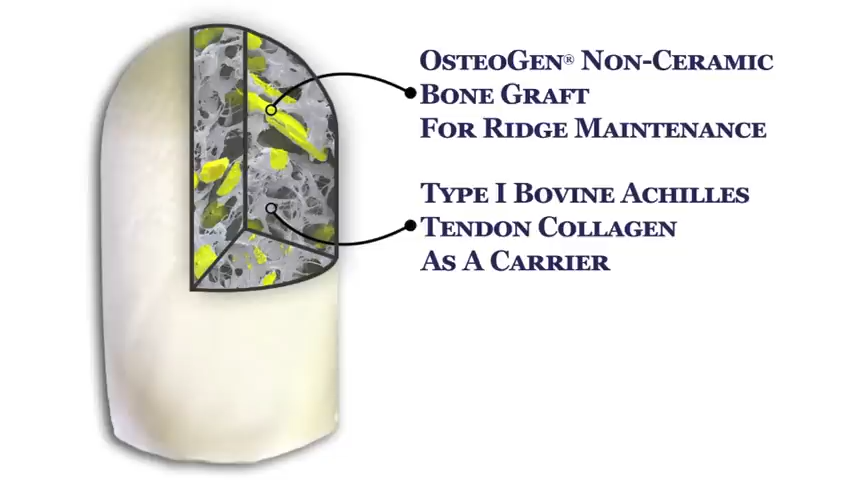 OsteoGen® Non-Ceramic
Bone Graft
For Ridge Maintenance
Type I Bovine Achilles
Tendon Collagen
As A Carrier